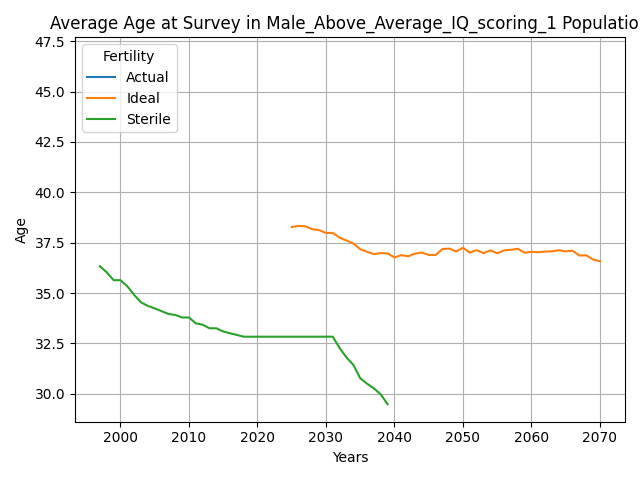 Average Age at Survey in Male_Above_Average_IQ_scoring_1 Populatio
47.5
45.0
42.5
40.0
37.5
35.0
32.5
30.0
Age
Fertility
Actual
Ideal
Sterile
2000 2010 2020 2030 2040 2050 2060 2070
Years